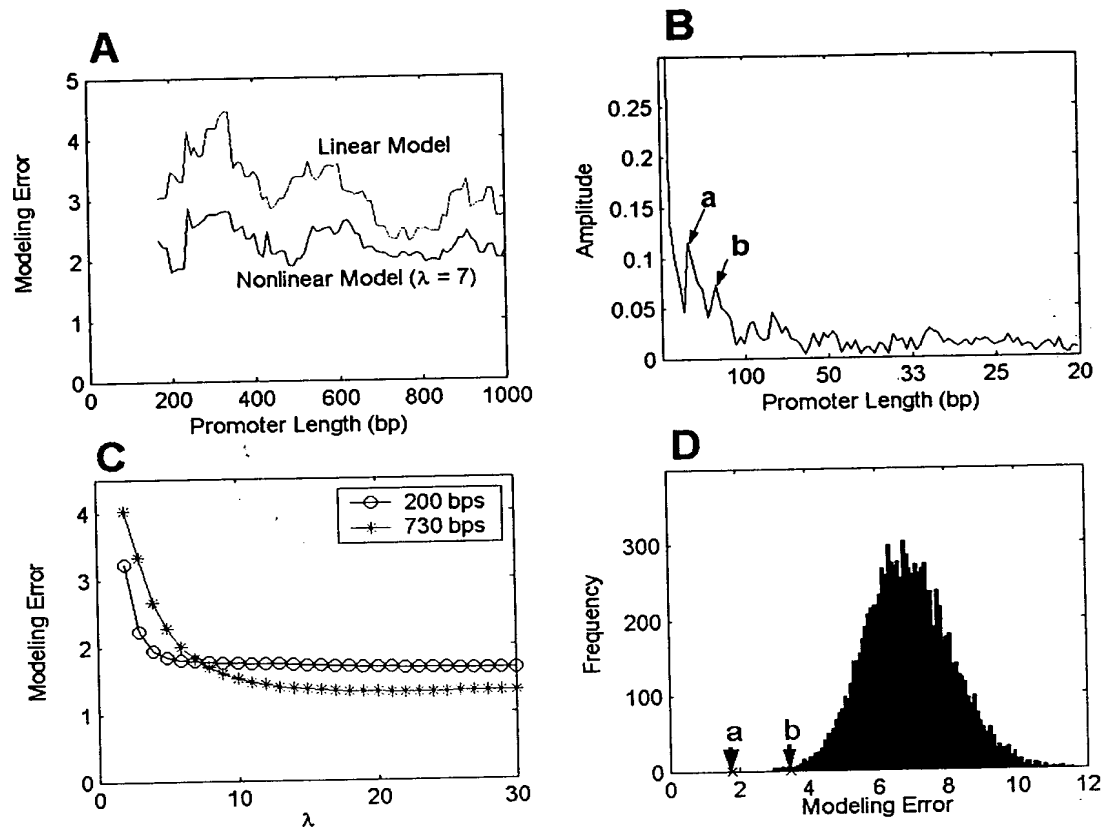 A
Modeling Error
5
4
3
2
1
0
Linear Model
Nonlinear Model (λ = 7)
0 200 400 600 800 1000
Promoter Length (bp)
B
Amplitude
0.25
0.2
0.15
0.1
0.05
0
a
b
100 50 33 25 20
Promoter Length (bp)
C
Modeling Error
4
3
2
1
0
200 bps
730 bps
0 10 20 30
λ
D
Frequency
300
200
100
0
a
b
0 2 4 6 8 10 12
Modeling Error